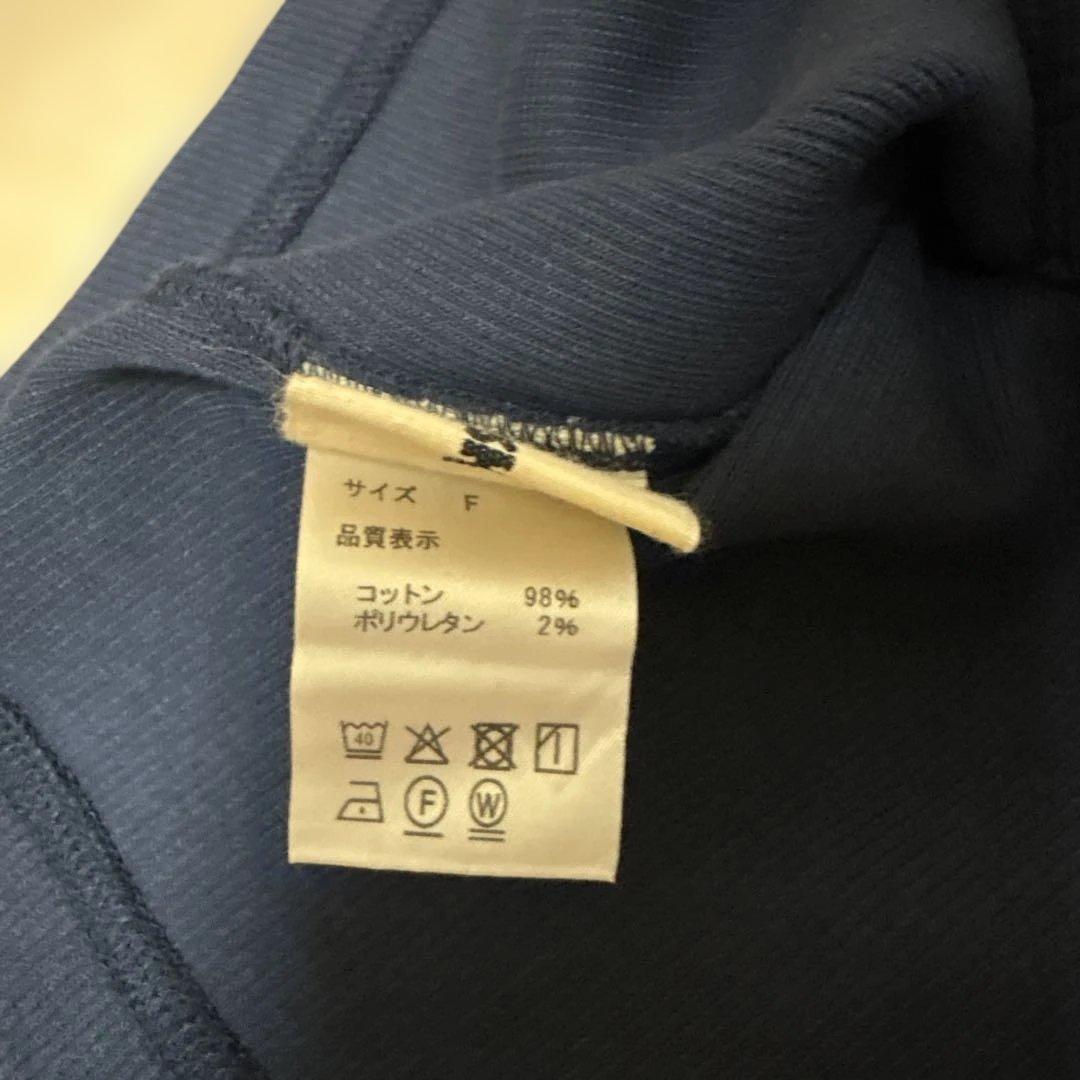 サイズ F
品質表示
コットン 98%
ポリウレタン 2%
40
F W